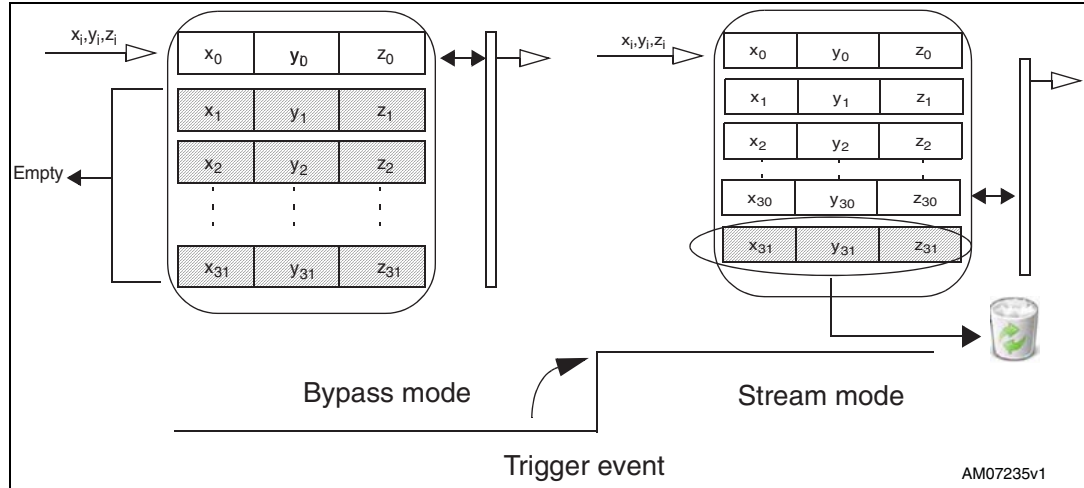 xi,yi,zi
x0 y0 z0
x1 y1 z1
x2 y2 z2
x31 y31 z31
Empty
xi,yi,zi
x0 y0 z0
x1 y1 z1
x2 y2 z2
x30 y30 z30
x31 y31 z31
Bypass mode
Stream mode
Trigger event
AM07235v1